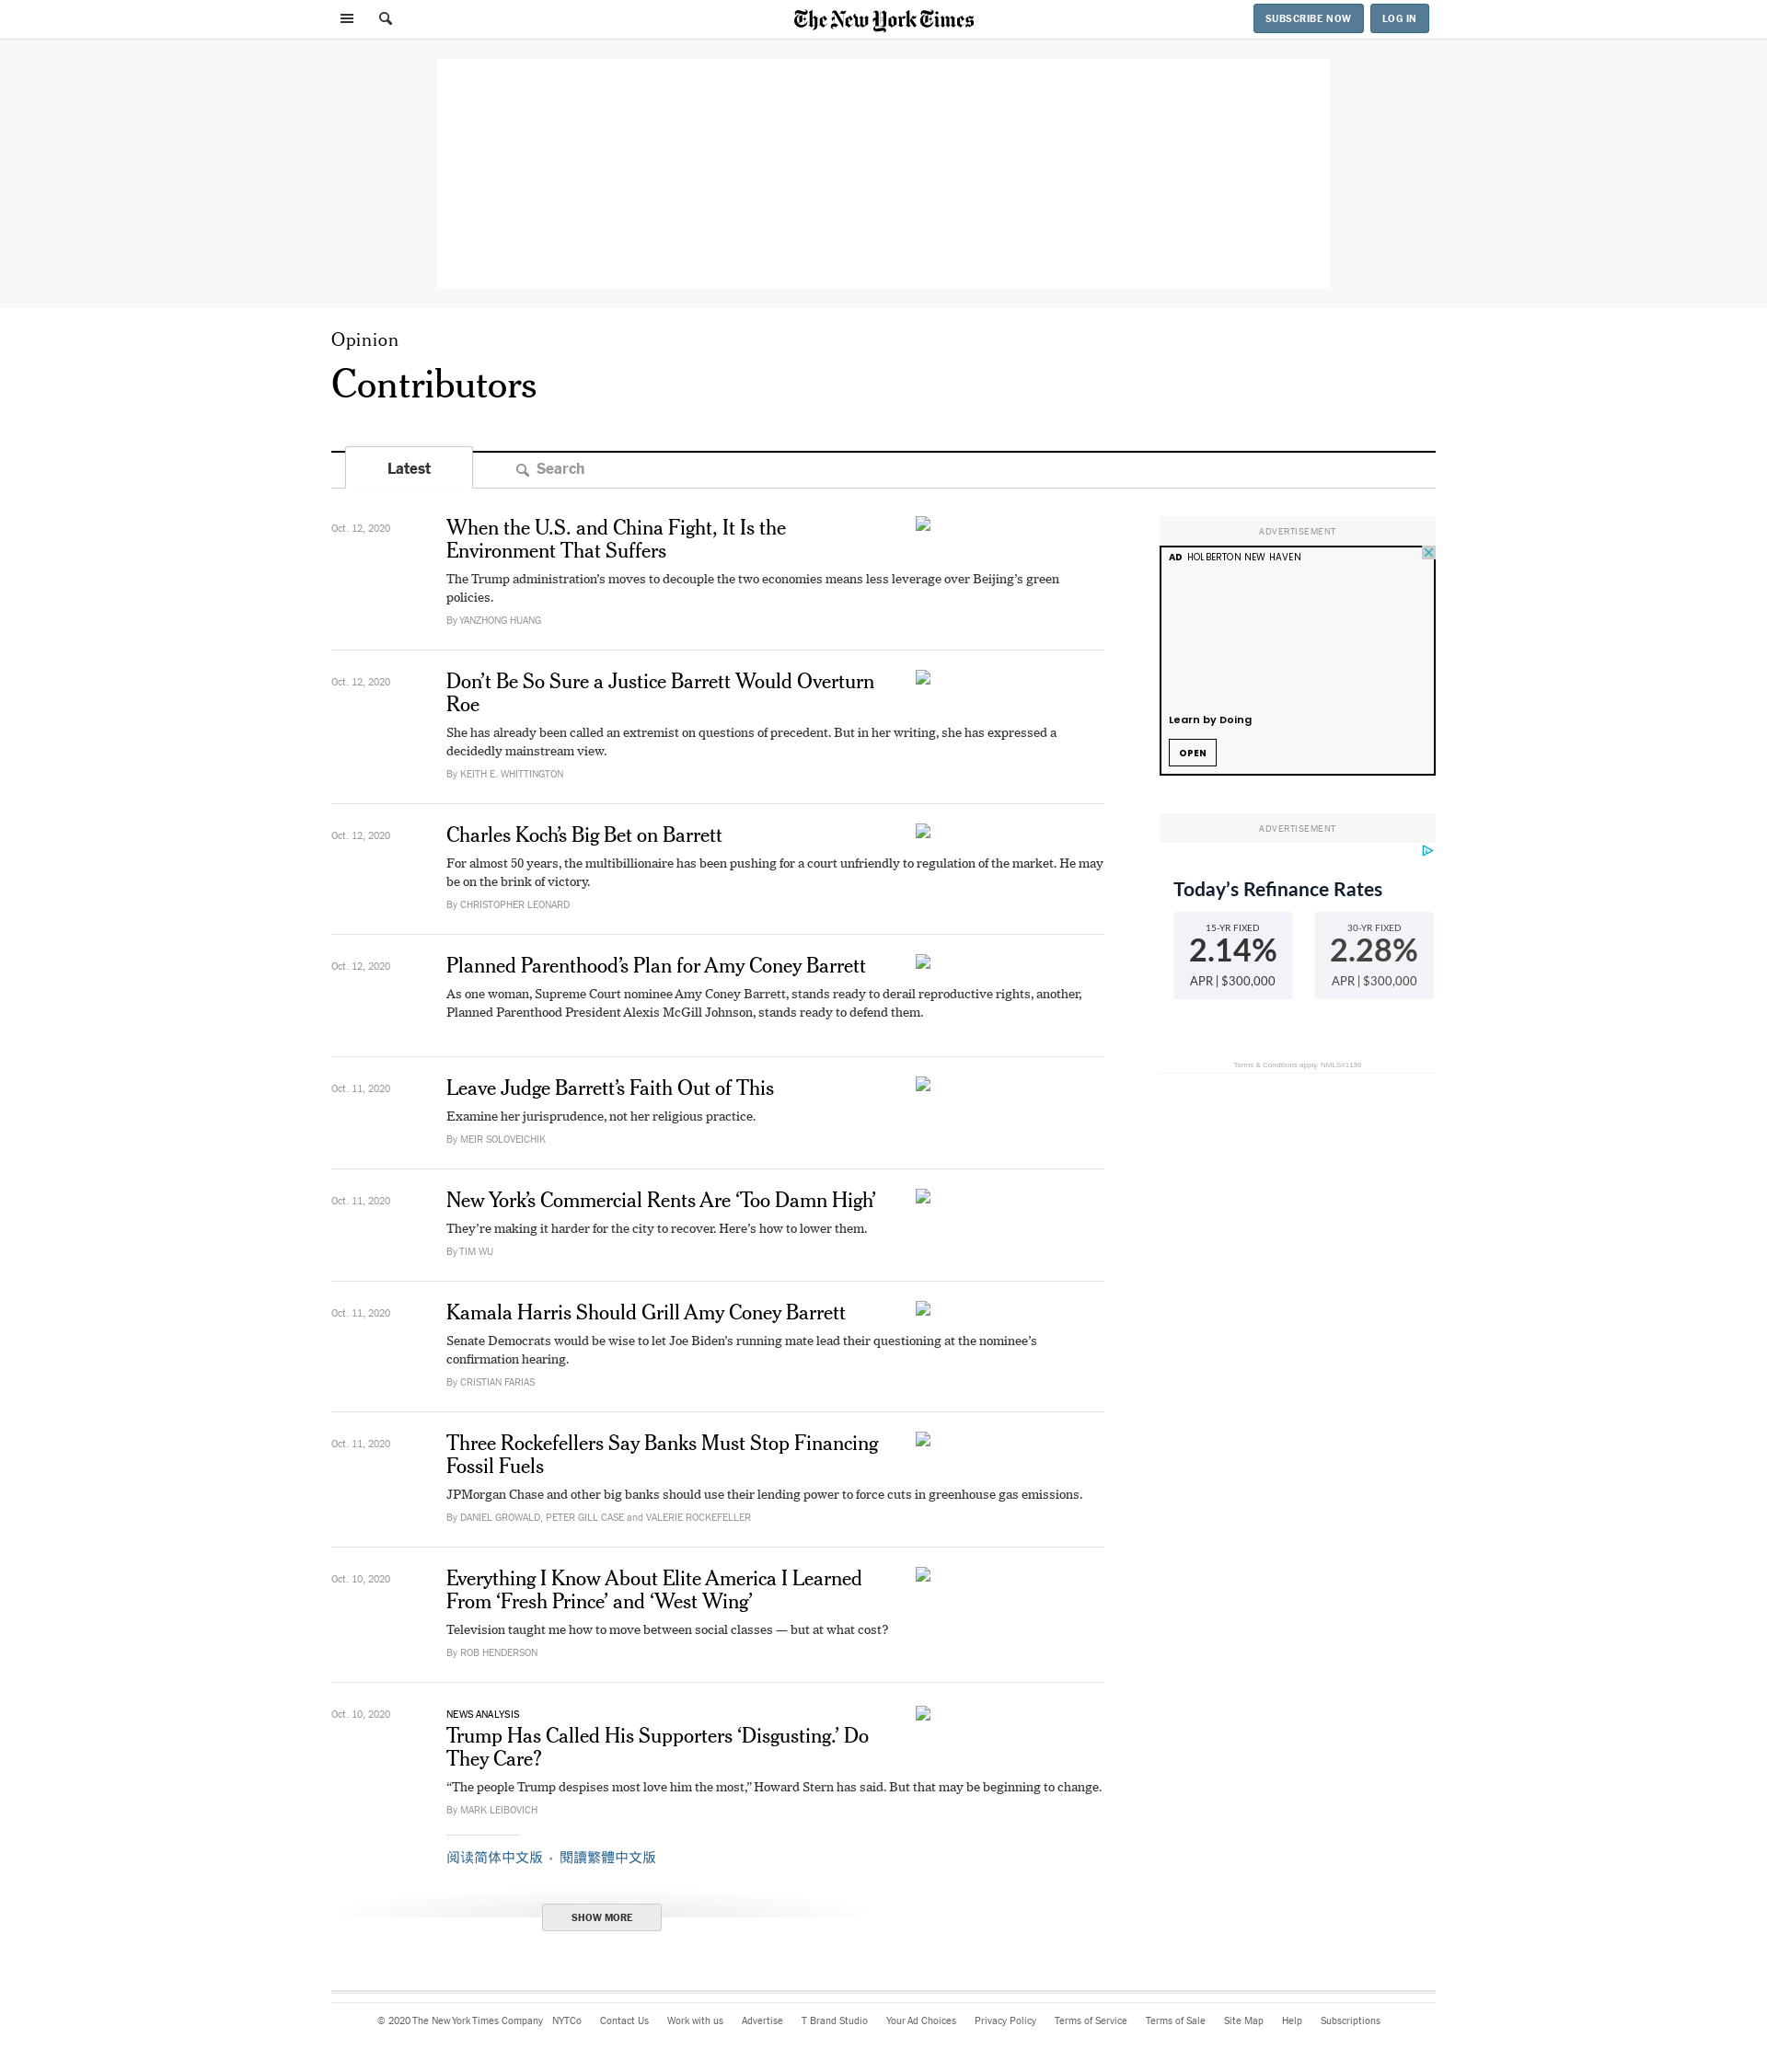 The New York Times
SUBSCRIBE NOW
LOG IN
Opinion
Contributors
Latest
Search
Oct. 12, 2020
When the U.S. and China Fight, It Is the
Environment That Suffers
The Trump administration’s moves to decouple the two economies means less leverage over Beijing’s green
policies.
By YANZHONG HUANG
Oct. 12, 2020
Don’t Be So Sure a Justice Barrett Would Overturn
Roe
She has already been called an extremist on questions of precedent. But in her writing, she has expressed a
decidedly mainstream view.
By KEITH E. WHITTINGTON
Oct. 12, 2020
Charles Koch’s Big Bet on Barrett
For almost 50 years, the multibillionaire has been pushing for a court unfriendly to regulation of the market. He may
be on the brink of victory.
By CHRISTOPHER LEONARD
Oct. 12, 2020
Planned Parenthood’s Plan for Amy Coney Barrett
As one woman, Supreme Court nominee Amy Coney Barrett, stands ready to derail reproductive rights, another,
Planned Parenthood President Alexis McGill Johnson, stands ready to defend them.
Oct. 11, 2020
Leave Judge Barrett’s Faith Out of This
Examine her jurisprudence, not her religious practice.
By MEIR SOLOVEICHIK
Oct. 11, 2020
New York’s Commercial Rents Are ‘Too Damn High’
They’re making it harder for the city to recover. Here’s how to lower them.
By TIM WU
Oct. 11, 2020
Kamala Harris Should Grill Amy Coney Barrett
Senate Democrats would be wise to let Joe Biden’s running mate lead their questioning at the nominee’s
confirmation hearing.
By CRISTIAN FARIAS
Oct. 11, 2020
Three Rockefellers Say Banks Must Stop Financing
Fossil Fuels
JPMorgan Chase and other big banks should use their lending power to force cuts in greenhouse gas emissions.
By DANIEL GROWALD, PETER GILL CASE and VALERIE ROCKEFELLER
Oct. 10, 2020
Everything I Know About Elite America I Learned
From ‘Fresh Prince’ and ‘West Wing’
Television taught me how to move between social classes — but at what cost?
By ROB HENDERSON
Oct. 10, 2020
NEWS ANALYSIS
Trump Has Called His Supporters ‘Disgusting.’ Do
They Care?
“The people Trump despises most love him the most,” Howard Stern has said. But that may be beginning to change.
By MARK LEIBOVICH
阅读简体中文版 • 閱讀繁體中文版
SHOW MORE
ADVERTISEMENT
AD HOLBERTON NEW HAVEN
Learn by Doing
OPEN
ADVERTISEMENT
Today’s Refinance Rates
15-YR FIXED
2.14%
APR | $300,000
30-YR FIXED
2.28%
APR | $300,000
Terms & Conditions apply. NMLS#1136
© 2020 The New York Times Company NYTCo Contact Us Work with us Advertise T Brand Studio Your Ad Choices Privacy Policy Terms of Service Terms of Sale Site Map Help Subscriptions